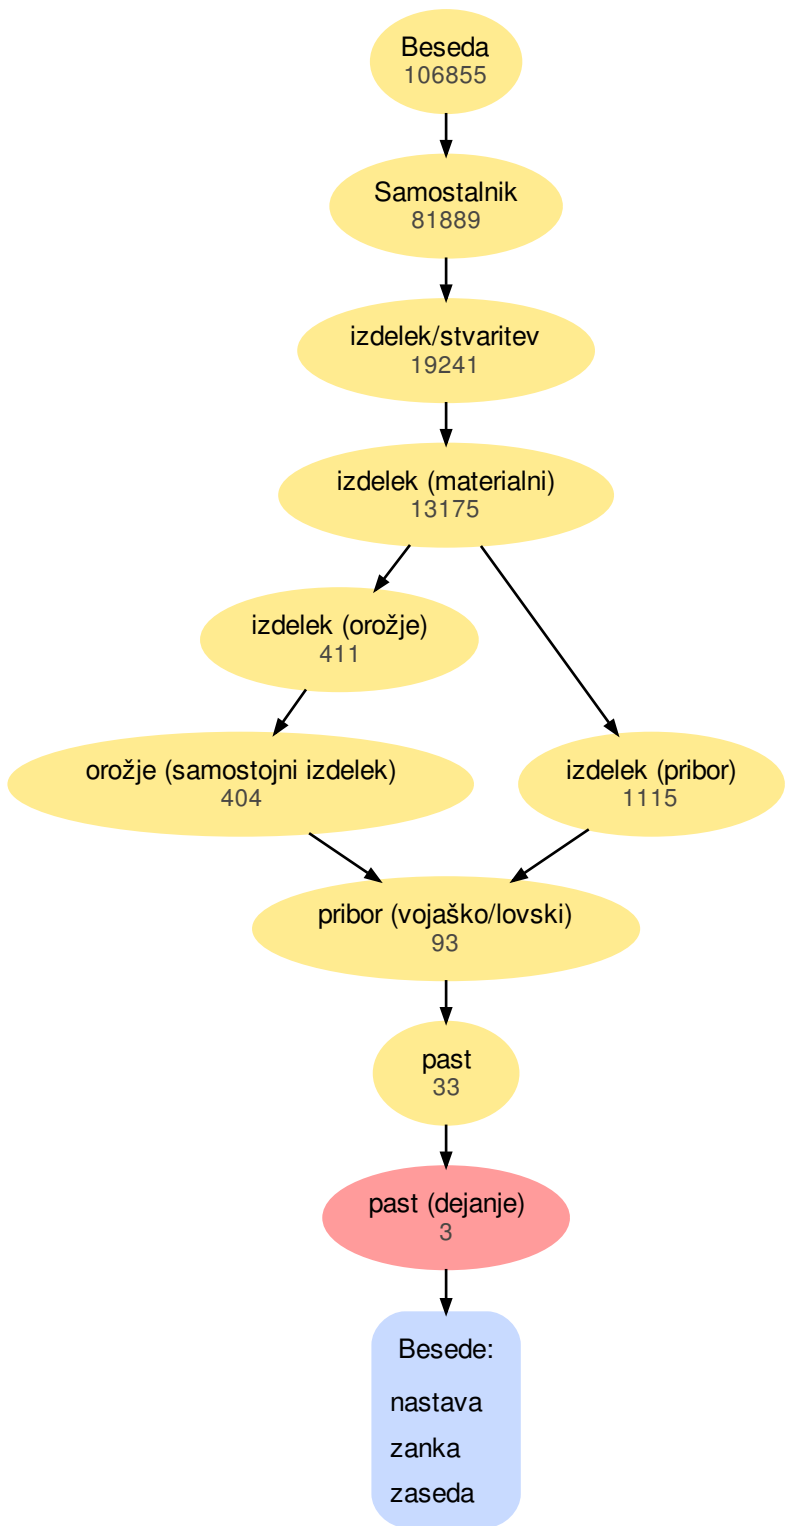 Beseda
106855
Samostalnik
81889
izdelek/stvaritev
19241
izdelek (materialni)
13175
izdelek (orožje)
411
orožje (samostojni izdelek)
404
izdelek (pribor)
1115
pribor (vojaško/lovski)
93
past
33
past (dejanje)
3
Besede:
nastava
zanka
zaseda